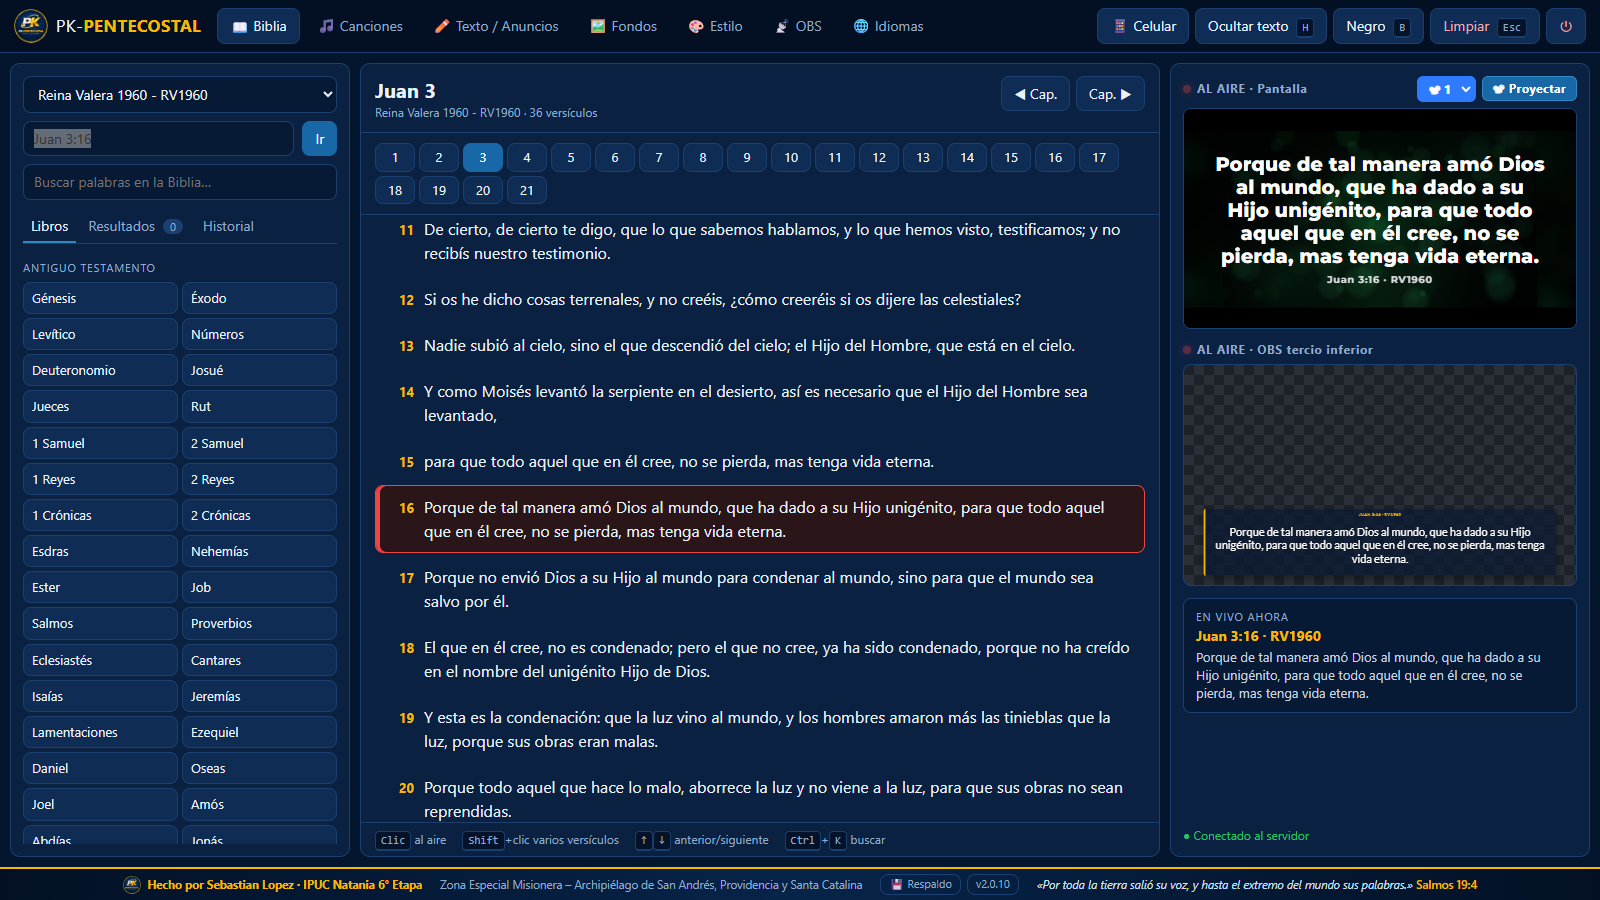 PK-PENTECOSTAL
Biblia
Canciones
Texto / Anuncios
Fondos
Estilo
OBS
Idiomas
Celular
Ocultar texto H
Negro B
Limpiar Esc
Reina Valera 1960 - RV1960
Juan 3:16
Ir
Buscar palabras en la Biblia...
Libros
Resultados 0
Historial
ANTIGUO TESTAMENTO
Génesis
Éxodo
Levítico
Números
Deuteronomio
Josué
Jueces
Rut
1 Samuel
2 Samuel
1 Reyes
2 Reyes
1 Crónicas
2 Crónicas
Esdras
Nehemías
Ester
Job
Salmos
Proverbios
Eclesiastés
Cantares
Isaías
Jeremías
Lamentaciones
Ezequiel
Daniel
Oseas
Joel
Amós
Abdías
Jonás
Juan 3
Reina Valera 1960 - RV1960 · 36 versículos
◀ Cap.
Cap. ▶
1 2 3 4 5 6 7 8 9 10 11 12 13 14 15 16 17
18 19 20 21
11 De cierto, de cierto te digo, que lo que sabemos hablamos, y lo que hemos visto, testificamos; y no
recibís nuestro testimonio.
12 Si os he dicho cosas terrenales, y no creéis, ¿cómo creeréis si os dijere las celestiales?
13 Nadie subió al cielo, sino el que descendió del cielo; el Hijo del Hombre, que está en el cielo.
14 Y como Moisés levantó la serpiente en el desierto, así es necesario que el Hijo del Hombre sea
levantado,
15 para que todo aquel que en él cree, no se pierda, mas tenga vida eterna.
16 Porque de tal manera amó Dios al mundo, que ha dado a su Hijo unigénito, para que todo aquel
que en él cree, no se pierda, mas tenga vida eterna.
17 Porque no envió Dios a su Hijo al mundo para condenar al mundo, sino para que el mundo sea
salvo por él.
18 El que en él cree, no es condenado; pero el que no cree, ya ha sido condenado, porque no ha creído
en el nombre del unigénito Hijo de Dios.
19 Y esta es la condenación: que la luz vino al mundo, y los hombres amaron más las tinieblas que la
luz, porque sus obras eran malas.
20 Porque todo aquel que hace lo malo, aborrece la luz y no viene a la luz, para que sus obras no sean
reprendidas.
Clic al aire Shift +clic varios versículos ↑ ↓ anterior/siguiente Ctrl + K buscar
AL AIRE · Pantalla
1
Proyectar
Porque de tal manera amó Dios
al mundo, que ha dado a su
Hijo unigénito, para que todo
aquel que en él cree, no se
pierda, mas tenga vida eterna.
Juan 3:16 · RV1960
AL AIRE · OBS tercio inferior
JUAN 3:16 · RV1960
Porque de tal manera amó Dios al mundo, que ha dado a su Hijo
unigénito, para que todo aquel que en él cree, no se pierda, mas tenga
vida eterna.
EN VIVO AHORA
Juan 3:16 · RV1960
Porque de tal manera amó Dios al mundo, que ha dado a su
Hijo unigénito, para que todo aquel que en él cree, no se
pierda, mas tenga vida eterna.
Conectado al servidor
Hecho por Sebastian Lopez · IPUC Natania 6° Etapa
Zona Especial Misionera – Archipiélago de San Andrés, Providencia y Santa Catalina
Respaldo
v2.0.10
«Por toda la tierra salió su voz, y hasta el extremo del mundo sus palabras.» Salmos 19:4